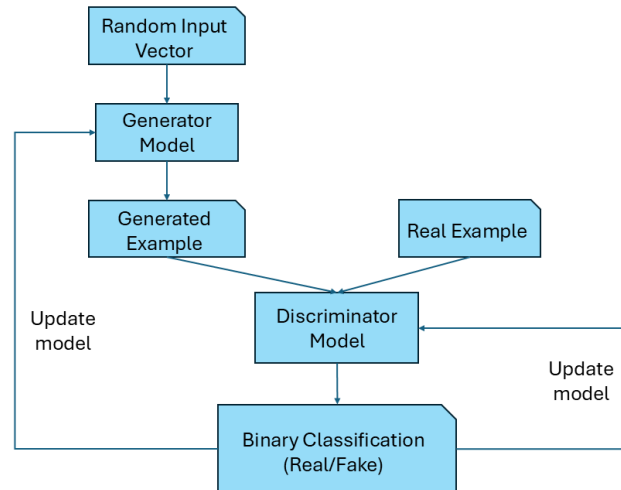 Random Input
Vector
Generator
Model
Generated
Example
Real Example
Discriminator
Model
Update
model
Update
model
Binary Classification
(Real/Fake)